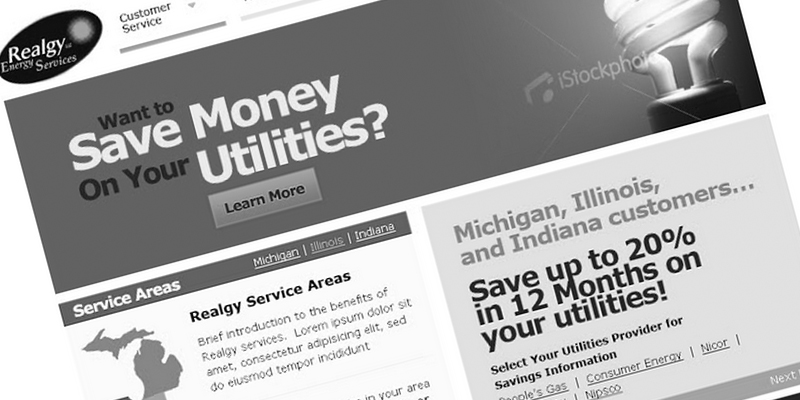 Realgy
Energy Services
Customer
Service
iStockphoto
Want to
Save Money
On Your Utilities?
Learn More
Michigan | Illinois | Indiana
Service Areas
Realgy Service Areas
Brief introduction to the benefits of
Realgy services. Lorem ipsum dolor sit
amet, consectetur adipisicing elit, sed
do eiusmod tempor incididunt
in your area
Michigan, Illinois,
and Indiana customers...
Save up to 20%
in 12 Months on
your utilities!
Select Your Utilities Provider for
Savings Information
People's Gas | Consumer Energy | Nicor |
Nipsco
Next